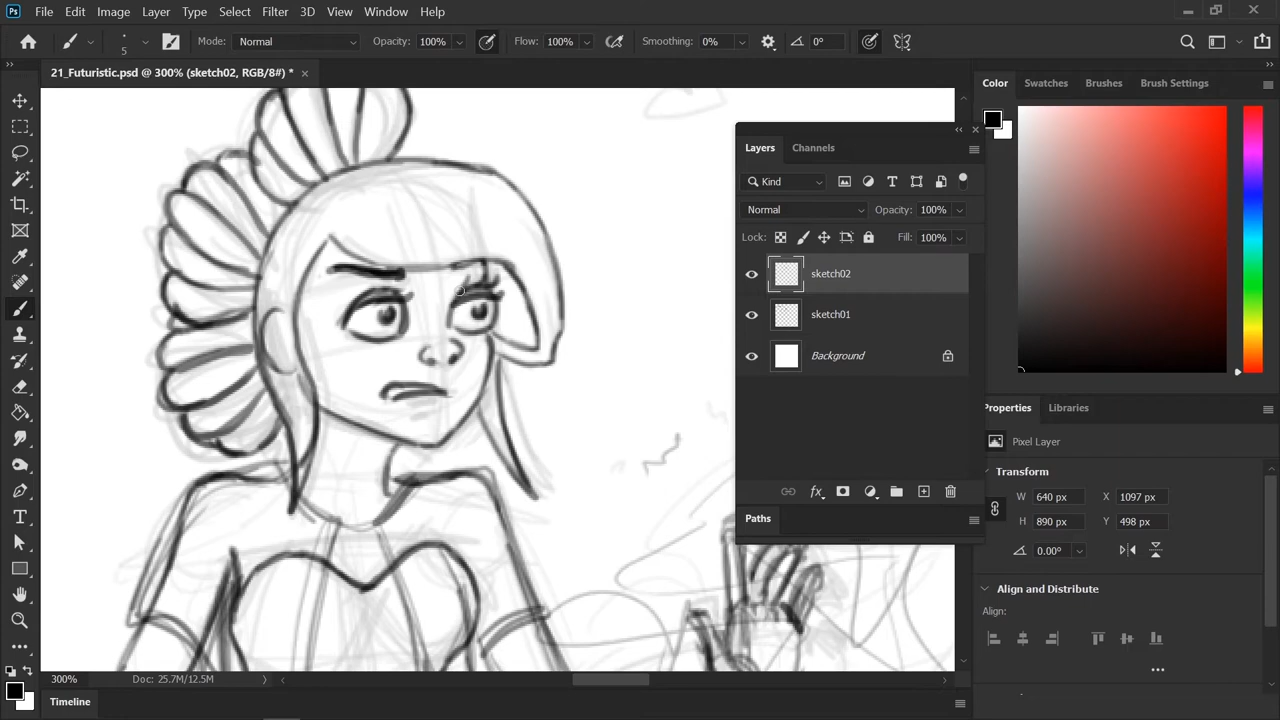 Ps File Edit Image Layer Type Select Filter 3D View Window Help
5 Mode: Normal Opacity: 100% Flow: 100% Smoothing: 0% 0°
21_Futuristic.psd @ 300% (sketch02, RGB/8#) * ×
Color Swatches Brushes Brush Settings
Layers Channels
Kind
Normal Opacity: 100%
Lock: Fill: 100%
sketch02
sketch01
Background
Paths
Properties Libraries
Pixel Layer
Transform
W 640 px X 1097 px
H 890 px Y 498 px
0.00°
Align and Distribute
Align:
300% Doc: 25.7M/12.5M
Timeline